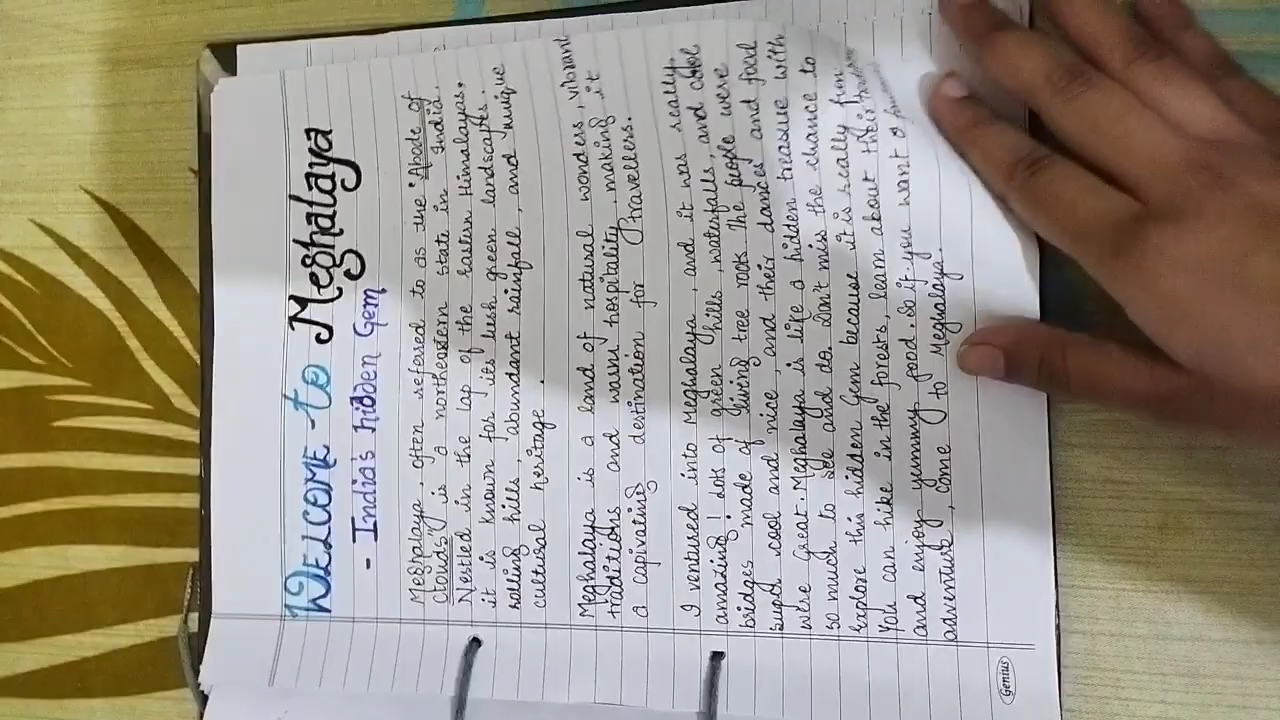 WELCOME to Meghalaya
- India's hidden Gem
Meghalaya, often refered to as the "Abode of
Clouds", is a northeastern state in India.
Nestled in the lap of the Eastern Himalayas,
it is known for its lush green landscapes.
roling hills, abundant rainfall, and unique
cultural heritage.
Meghalaya is a land of natural wonders, vibrant
traditions and warm hospitality, making it
a capivating destination for travellers.
I ventured into Meghalaya, and it was really
amazing! Lots of green hills, waterfalls, and cool
bridges made of living tree roots. The people were
super cool and nice, and their dances and food
were Great. Meghalaya is like a hidden treasure with
so much to see and do. Don't miss the chance to
Explore this hidden Gem because it is really fun.
You can hike in the forests, learn about their
and enjoy yummy food. So if you want a
adventure, come to Meghalaya.
Genius